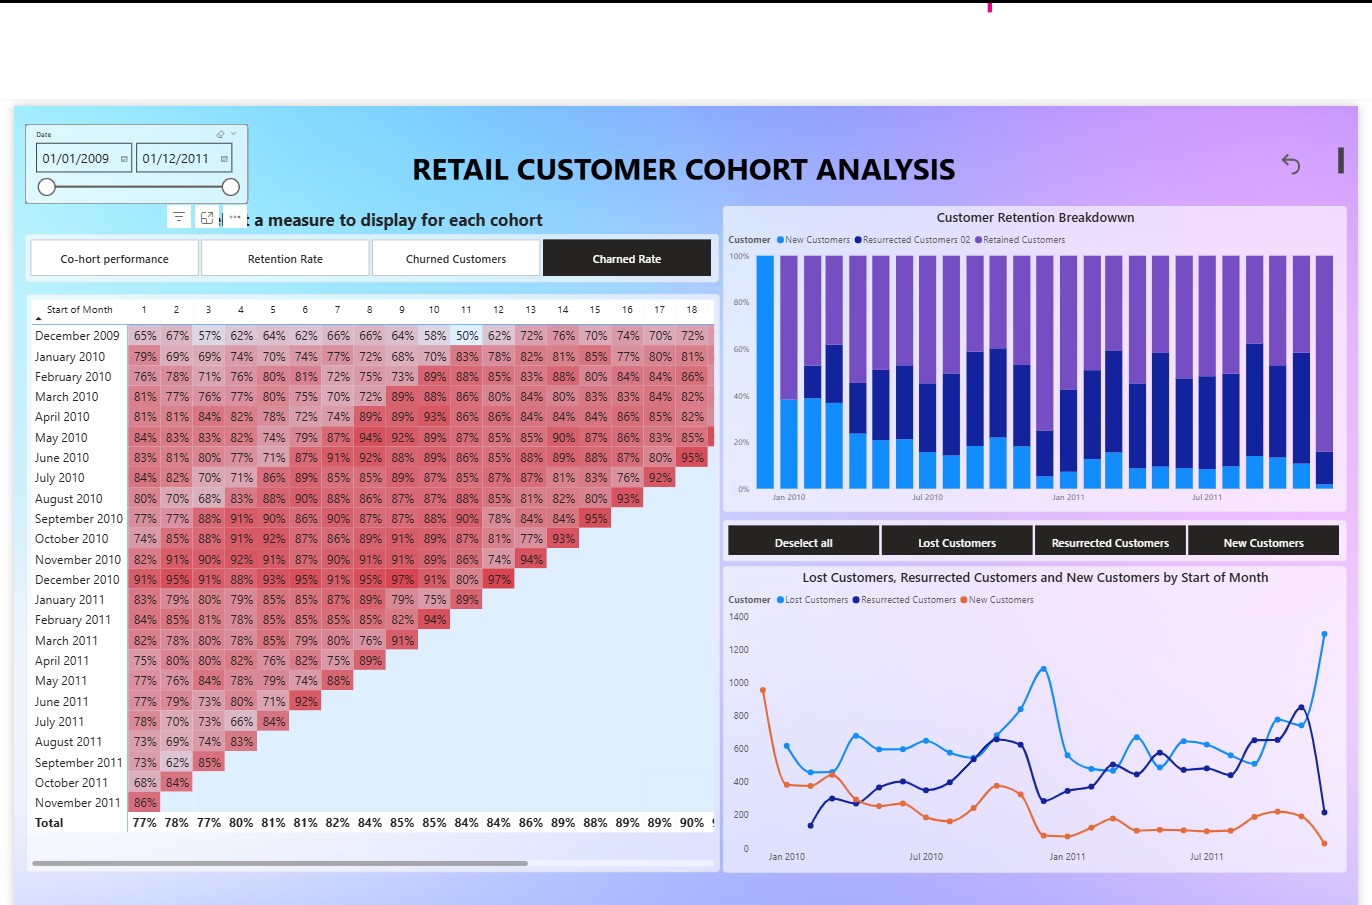 Date
01/01/2009 01/12/2011
RETAIL CUSTOMER COHORT ANALYSIS
a measure to display for each cohort
Co-hort performance Retention Rate Churned Customers Charned Rate
Start of Month 1 2 3 4 5 6 7 8 9 10 11 12 13 14 15 16 17 18
December 2009 65% 67% 57% 62% 64% 62% 66% 66% 64% 58% 50% 62% 72% 76% 70% 74% 70% 72%
January 2010 79% 69% 69% 74% 70% 74% 77% 72% 68% 70% 83% 78% 82% 81% 85% 77% 80% 81%
February 2010 76% 78% 71% 76% 80% 81% 72% 75% 73% 89% 88% 85% 83% 88% 80% 84% 84% 86%
March 2010 81% 77% 76% 77% 80% 75% 70% 72% 89% 88% 86% 80% 84% 80% 83% 83% 84% 82%
April 2010 81% 81% 84% 82% 78% 72% 74% 89% 89% 93% 86% 86% 84% 84% 84% 86% 85% 82%
May 2010 84% 83% 83% 82% 74% 79% 87% 94% 92% 89% 87% 85% 85% 90% 87% 86% 83% 85%
June 2010 83% 81% 80% 77% 71% 87% 91% 92% 88% 89% 86% 85% 88% 89% 88% 87% 80% 95%
July 2010 84% 82% 70% 71% 86% 89% 85% 85% 89% 87% 85% 87% 87% 81% 83% 76% 92%
August 2010 80% 70% 68% 83% 88% 90% 88% 86% 87% 87% 88% 85% 81% 82% 80% 93%
September 2010 77% 77% 88% 91% 90% 86% 90% 87% 87% 88% 90% 78% 84% 84% 95%
October 2010 74% 85% 88% 91% 92% 87% 86% 89% 91% 89% 87% 81% 77% 93%
November 2010 82% 91% 90% 92% 91% 87% 90% 91% 91% 89% 86% 74% 94%
December 2010 91% 95% 91% 88% 93% 95% 91% 95% 97% 91% 80% 97%
January 2011 83% 79% 80% 79% 85% 85% 87% 89% 79% 75% 89%
February 2011 84% 85% 81% 78% 85% 85% 85% 85% 82% 94%
March 2011 82% 78% 80% 78% 85% 79% 80% 76% 91%
April 2011 75% 80% 80% 82% 76% 82% 75% 89%
May 2011 77% 76% 84% 78% 79% 74% 88%
June 2011 77% 79% 73% 80% 71% 92%
July 2011 78% 70% 73% 66% 84%
August 2011 73% 69% 74% 83%
September 2011 73% 62% 85%
October 2011 68% 84%
November 2011 86%
Total 77% 78% 77% 80% 81% 81% 82% 84% 85% 85% 84% 84% 86% 89% 88% 89% 89% 90%
Customer Retention Breakdowwn
Customer New Customers Resurrected Customers 02 Retained Customers
100%
80%
60%
40%
20%
0%
Jan 2010 Jul 2010 Jan 2011 Jul 2011
Deselect all Lost Customers Resurrected Customers New Customers
Lost Customers, Resurrected Customers and New Customers by Start of Month
Customer Lost Customers Resurrected Customers New Customers
1400
1200
1000
800
600
400
200
0
Jan 2010 Jul 2010 Jan 2011 Jul 2011